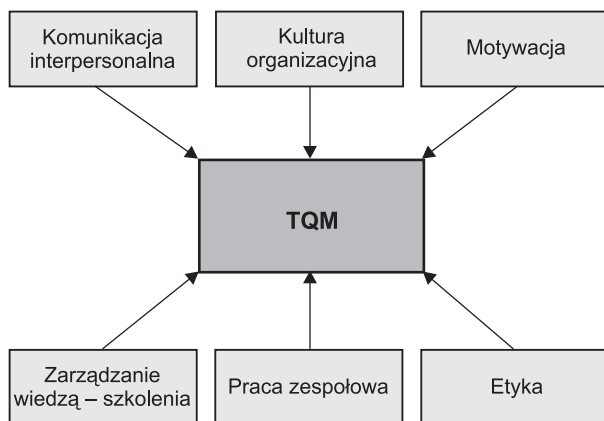 Komunikacja
interpersonalna
Kultura
organizacyjna
Motywacja
TQM
Zarządzanie
wiedzą – szkolenia
Praca zespołowa
Etyka